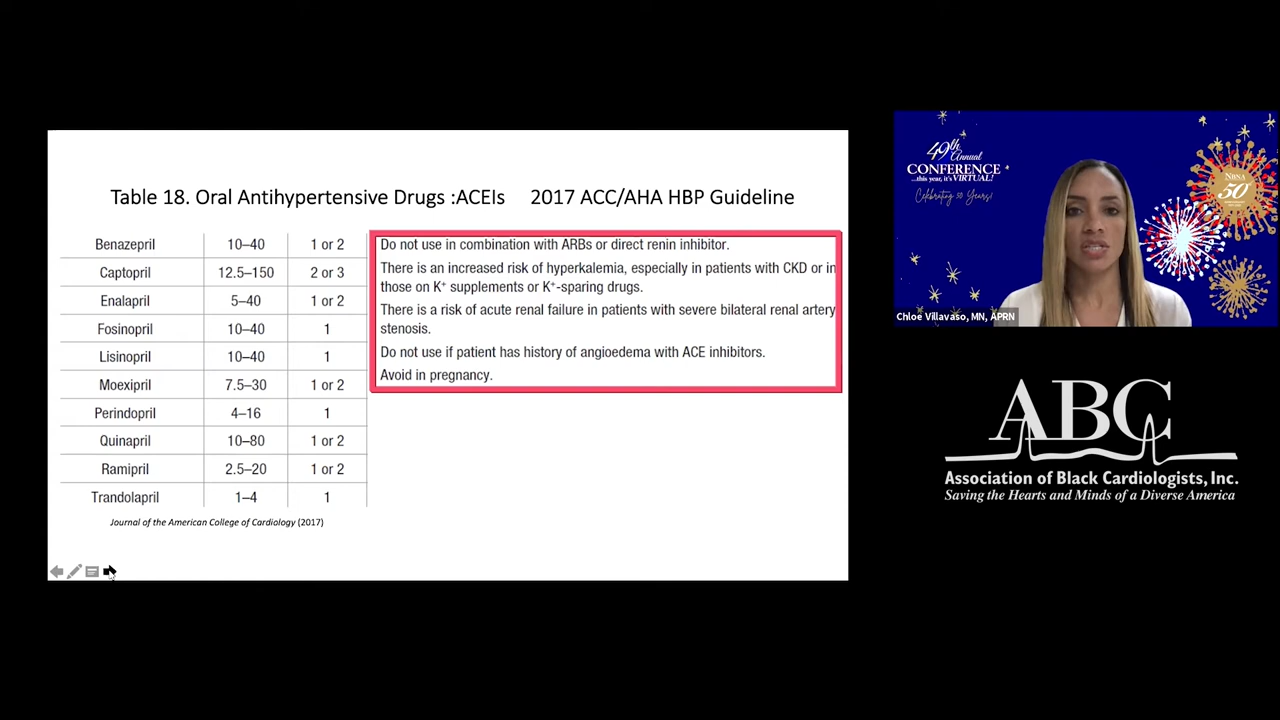 Table 18. Oral Antihypertensive Drugs :ACEIs 2017 ACC/AHA HBP Guideline
Benazepril 10–40 1 or 2
Captopril 12.5–150 2 or 3
Enalapril 5–40 1 or 2
Fosinopril 10–40 1
Lisinopril 10–40 1
Moexipril 7.5–30 1 or 2
Perindopril 4–16 1
Quinapril 10–80 1 or 2
Ramipril 2.5–20 1 or 2
Trandolapril 1–4 1
Do not use in combination with ARBs or direct renin inhibitor.
There is an increased risk of hyperkalemia, especially in patients with CKD or in
those on K⁺ supplements or K⁺-sparing drugs.
There is a risk of acute renal failure in patients with severe bilateral renal artery
stenosis.
Do not use if patient has history of angioedema with ACE inhibitors.
Avoid in pregnancy.
Journal of the American College of Cardiology (2017)
49th Annual
CONFERENCE
...this year, it's VIRTUAL!
Celebrating 50 Years!
NBNA
50
Chloe Villavaso, MN, APRN
ABC
Association of Black Cardiologists, Inc.
Saving the Hearts and Minds of a Diverse America